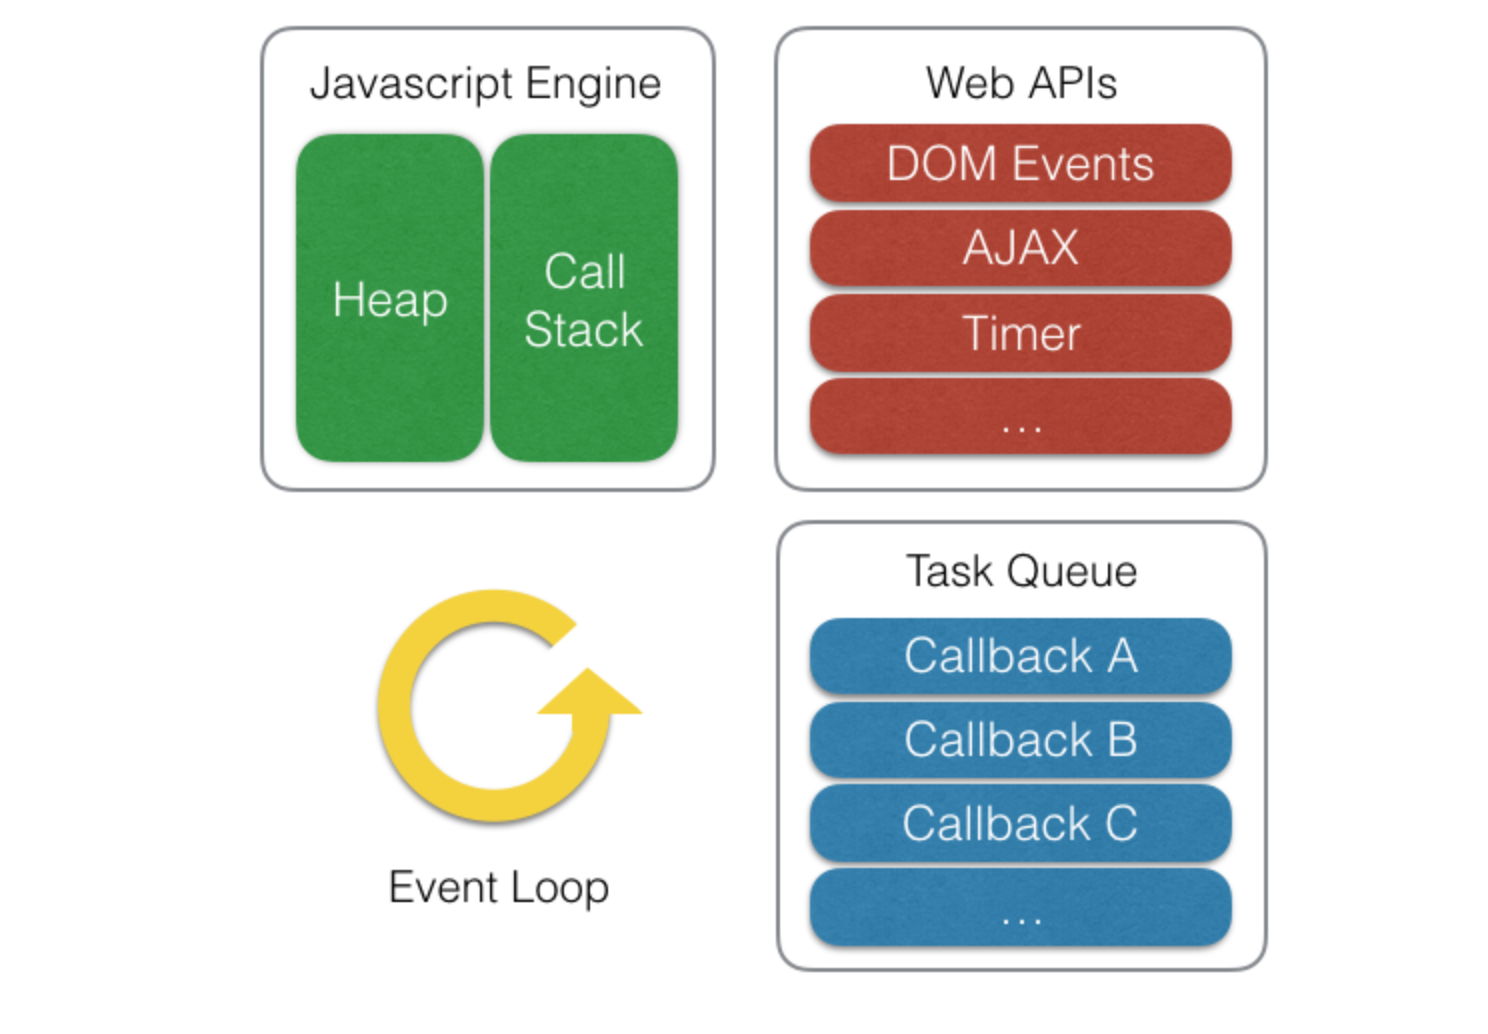 Javascript Engine
Heap
Call
Stack
Web APIs
DOM Events
AJAX
Timer
...
Event Loop
Task Queue
Callback A
Callback B
Callback C
...